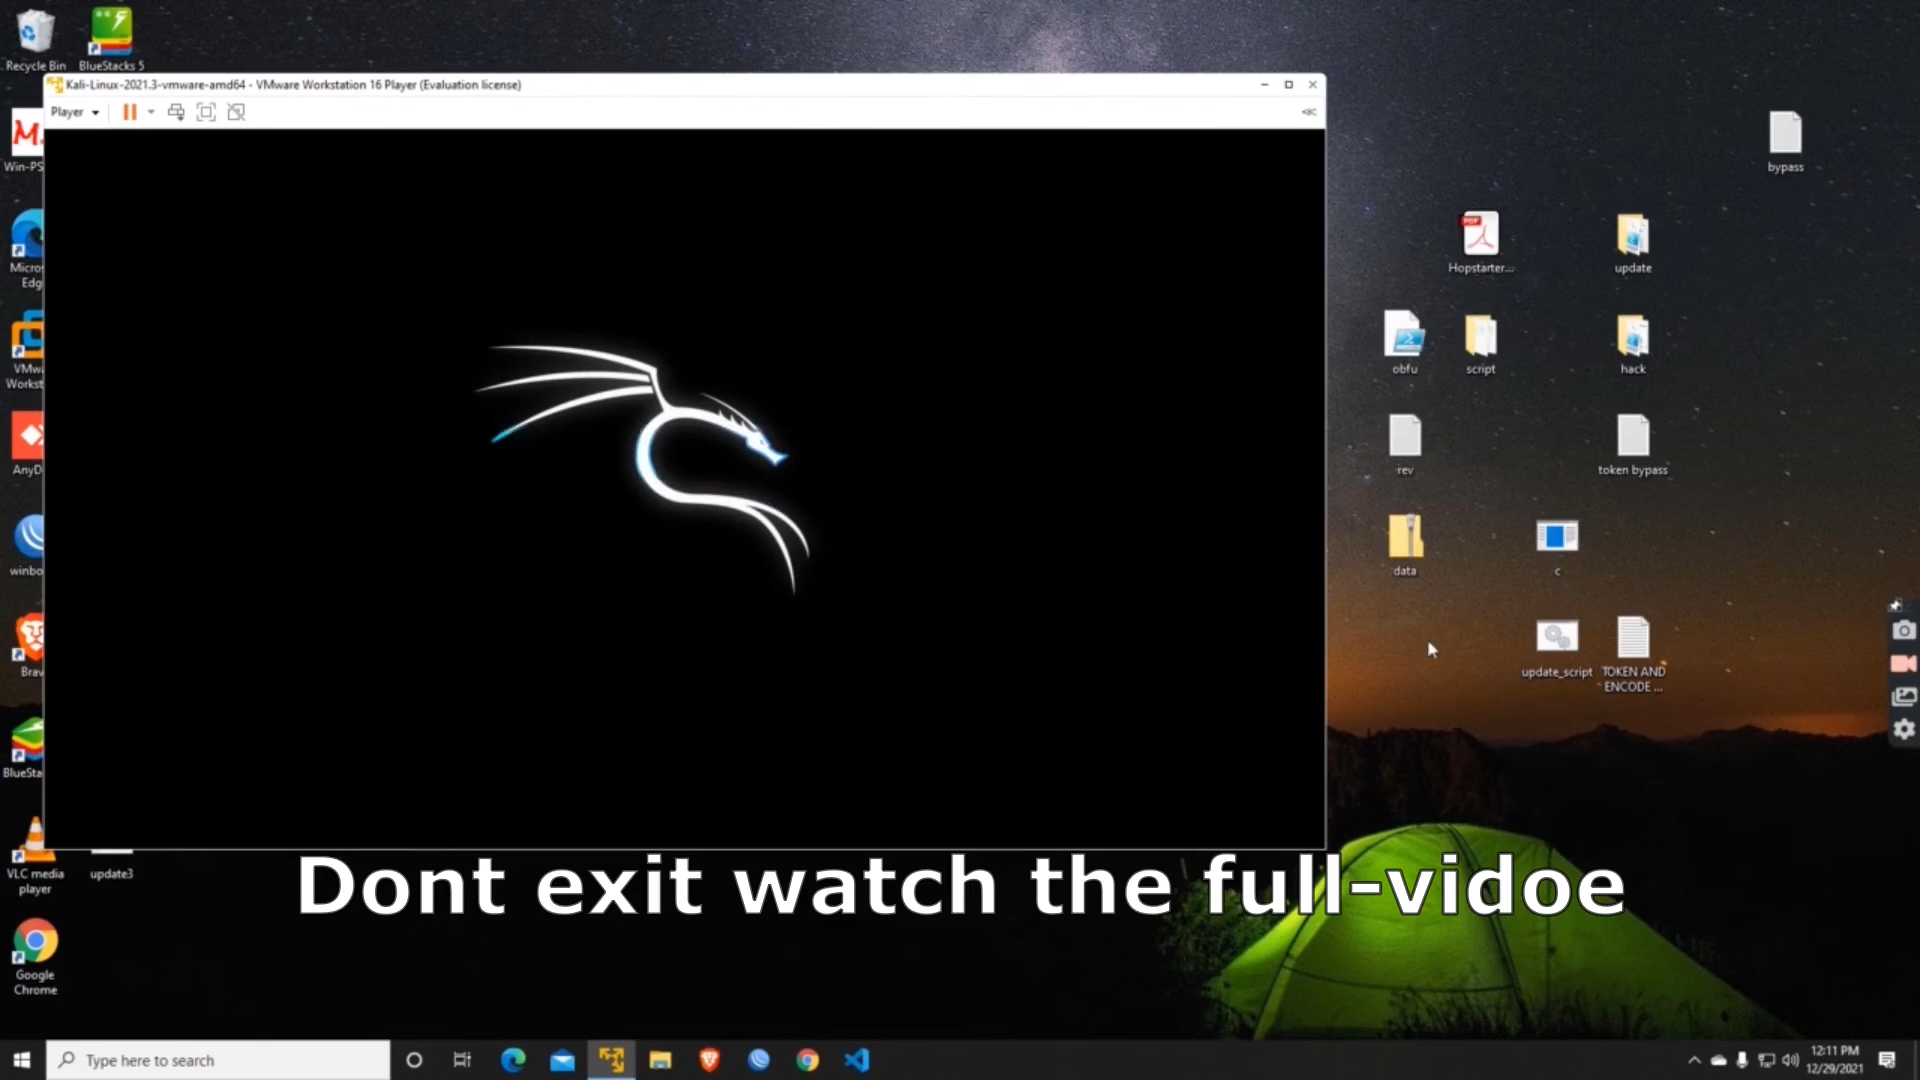 Recycle Bin
BlueStacks 5
Kali-Linux-2021.3-vmware-amd64 - VMware Workstation 16 Player (Evaluation license)
Player
Win-PS
Micros
Edg
VMwa
Workst
AnyD
winbo
Brav
BlueSta
VLC media
player
update3
Google
Chrome
bypass
PDF
Hopstarter...
update
obfu
script
hack
rev
token bypass
data
c
update_script
TOKEN AND
ENCODE ...
Dont exit watch the full-vidoe
Type here to search
12:11 PM
12/29/2021